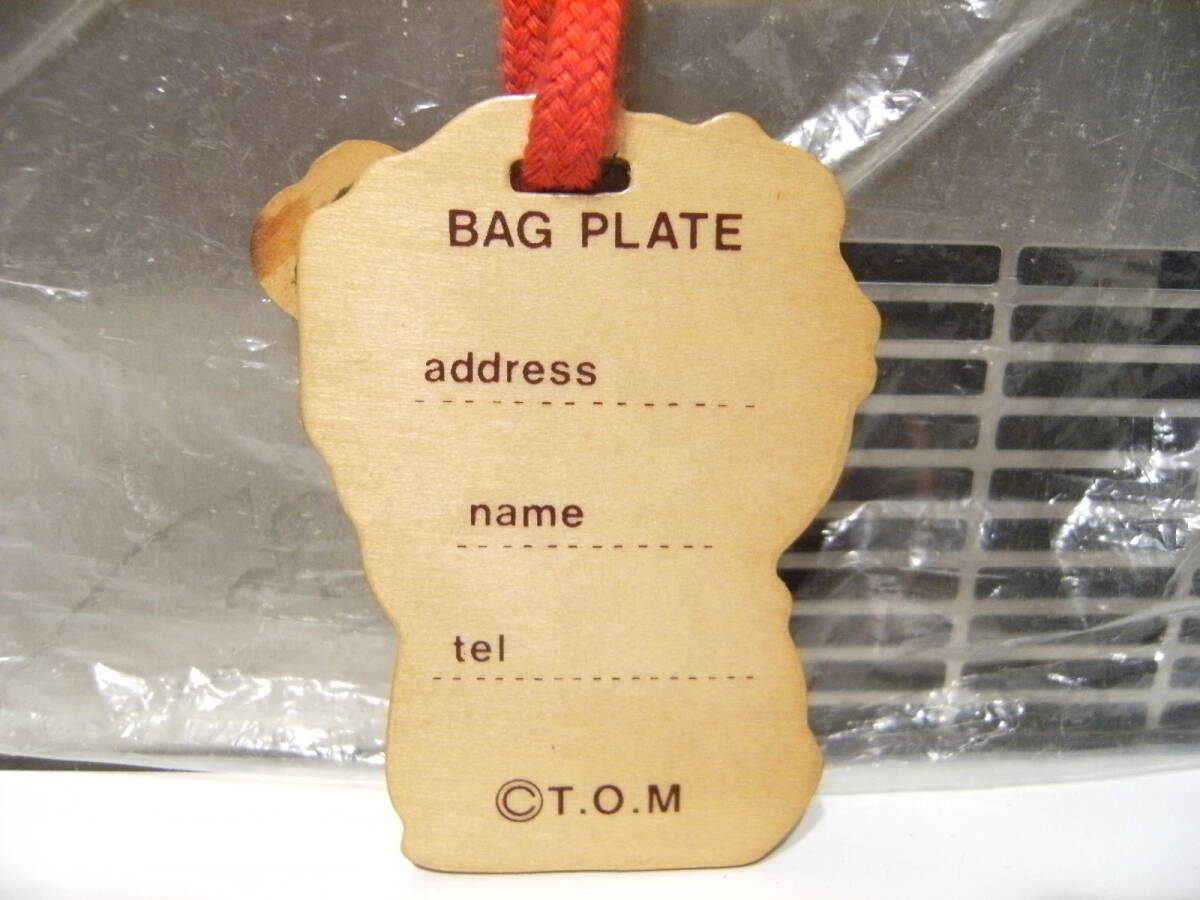 BAG PLATE
address
name
tel
©T.O.M